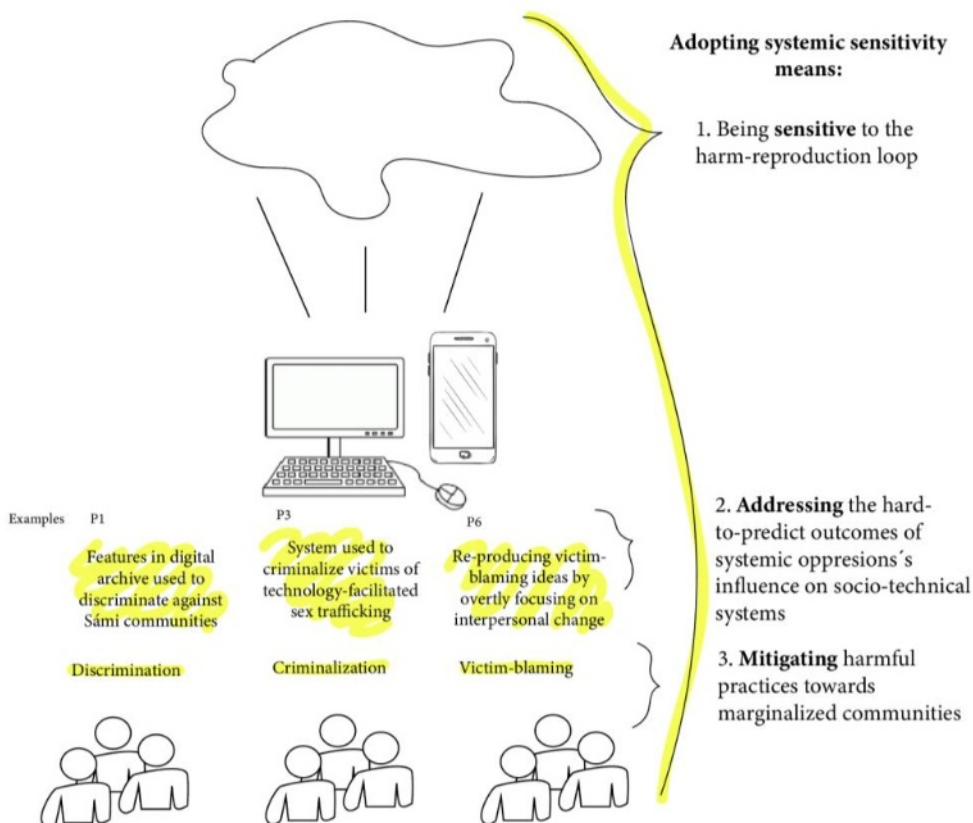 Adopting systemic sensitivity
means:
1. Being sensitive to the
harm-reproduction loop
Examples
P1
Features in digital
archive used to
discriminate against
Sámi communities
Discrimination
P3
System used to
criminalize victims of
technology-facilitated
sex trafficking
Criminalization
P6
Re-producing victim-
blaming ideas by
overtly focusing on
interpersonal change
Victim-blaming
2. Addressing the hard-
to-predict outcomes of
systemic oppresions´s
influence on socio-technical
systems
3. Mitigating harmful
practices towards
marginalized communities